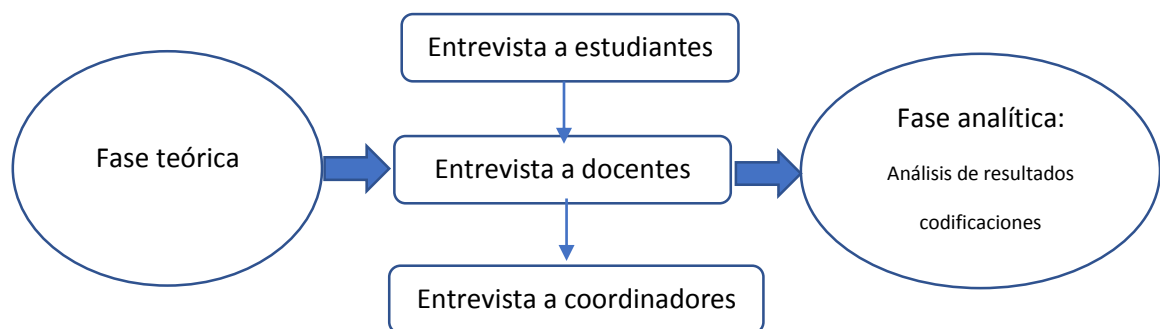 Entrevista a estudiantes
Fase teórica
Entrevista a docentes
Entrevista a coordinadores
Fase analítica:
Análisis de resultados
codificaciones